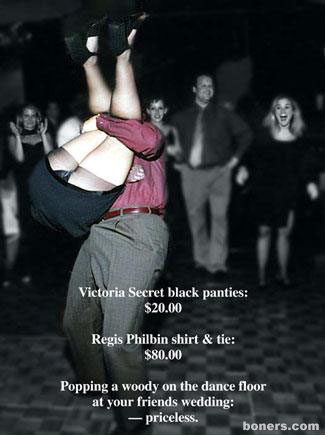 Victoria Secret black panties:
$20.00
Regis Philbin shirt & tie:
$80.00
Popping a woody on the dance floor
at your friends wedding:
— priceless.
boners.com